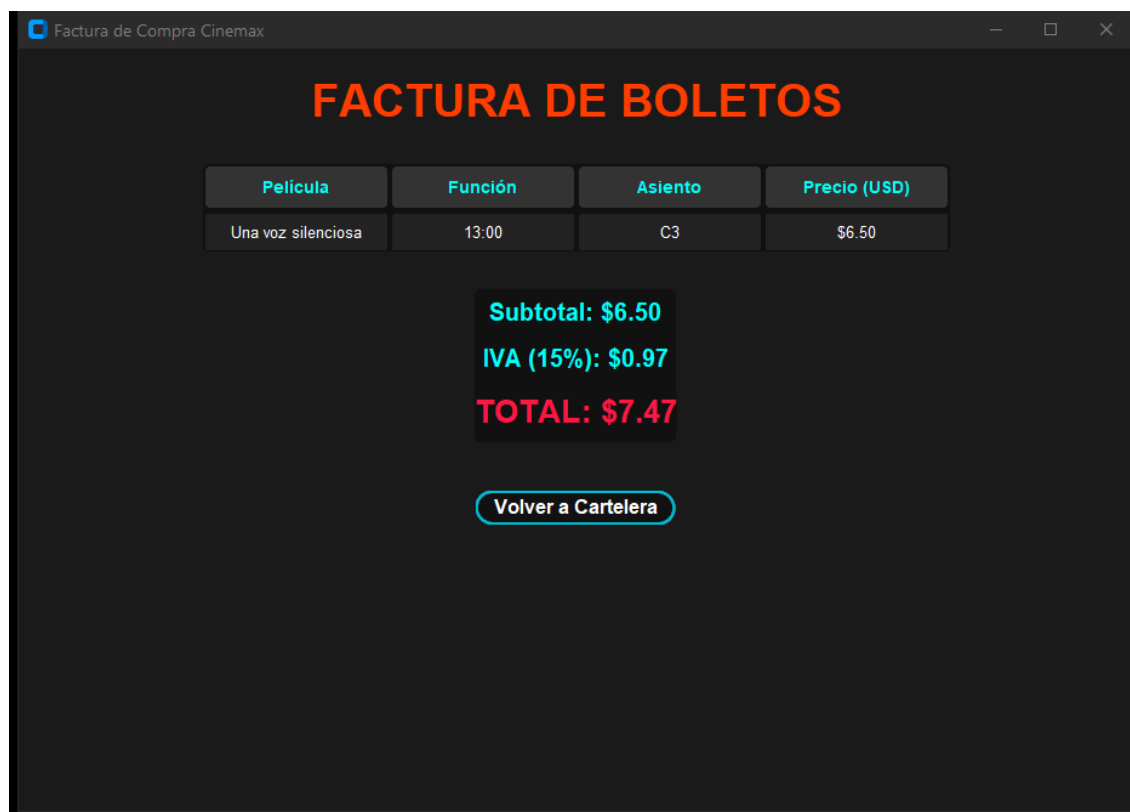 Factura de Compra Cinemax
FACTURA DE BOLETOS
Película Función Asiento Precio (USD)
Una voz silenciosa 13:00 C3 $6.50
Subtotal: $6.50
IVA (15%): $0.97
TOTAL: $7.47
Volver a Cartelera